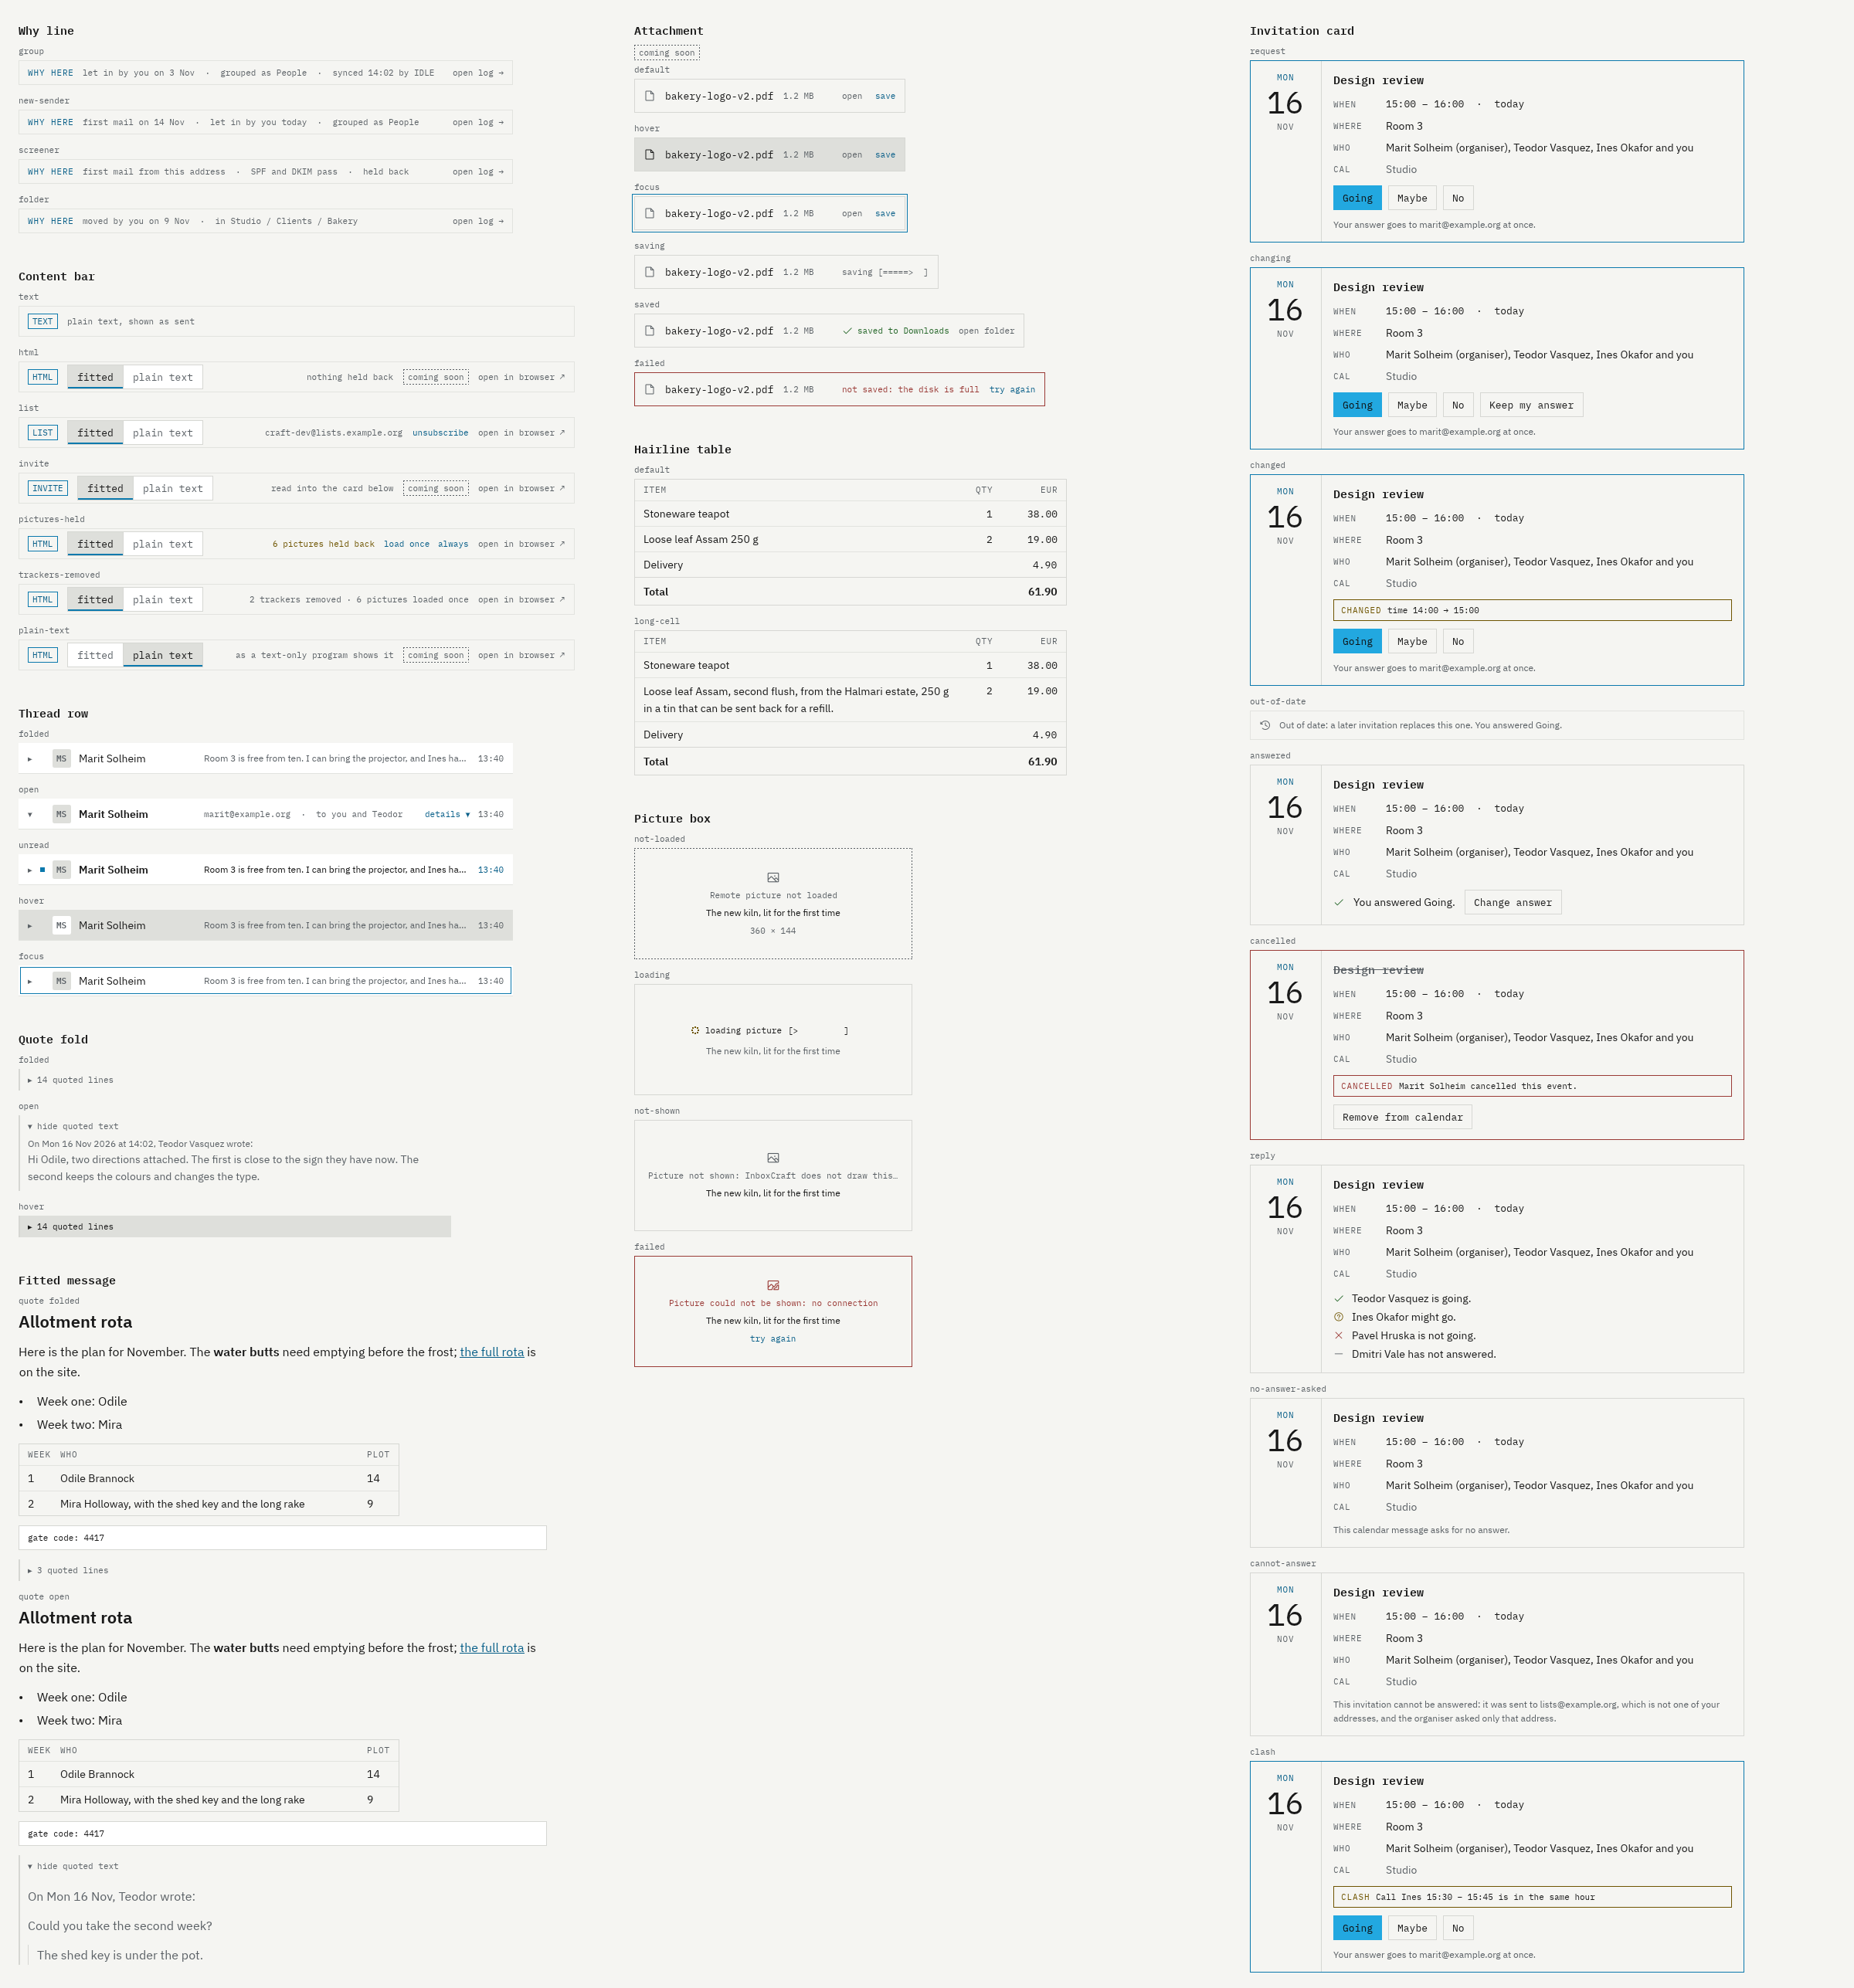 Why line
group
WHY HERE let in by you on 3 Nov · grouped as People · synced 14:02 by IDLE open log →
new-sender
WHY HERE first mail on 14 Nov · let in by you today · grouped as People open log →
screener
WHY HERE first mail from this address · SPF and DKIM pass · held back open log →
folder
WHY HERE moved by you on 9 Nov · in Studio / Clients / Bakery open log →
Content bar
text
TEXT plain text, shown as sent
html
HTML fitted plain text nothing held back coming soon open in browser ↗
list
LIST fitted plain text craft-dev@lists.example.org unsubscribe open in browser ↗
invite
INVITE fitted plain text read into the card below coming soon open in browser ↗
pictures-held
HTML fitted plain text 6 pictures held back load once always open in browser ↗
trackers-removed
HTML fitted plain text 2 trackers removed · 6 pictures loaded once open in browser ↗
plain-text
HTML fitted plain text as a text-only program shows it coming soon open in browser ↗
Thread row
folded
▸ MS Marit Solheim Room 3 is free from ten. I can bring the projector, and Ines ha… 13:40
open
▾ MS Marit Solheim marit@example.org · to you and Teodor details ▾ 13:40
unread
▸ MS Marit Solheim Room 3 is free from ten. I can bring the projector, and Ines ha… 13:40
hover
▸ MS Marit Solheim Room 3 is free from ten. I can bring the projector, and Ines ha… 13:40
focus
▸ MS Marit Solheim Room 3 is free from ten. I can bring the projector, and Ines ha… 13:40
Quote fold
folded
▸ 14 quoted lines
open
▾ hide quoted text
On Mon 16 Nov 2026 at 14:02, Teodor Vasquez wrote:
Hi Odile, two directions attached. The first is close to the sign they have now. The
second keeps the colours and changes the type.
hover
▸ 14 quoted lines
Fitted message
quote folded
Allotment rota
Here is the plan for November. The water butts need emptying before the frost; the full rota is
on the site.
• Week one: Odile
• Week two: Mira
WEEK WHO PLOT
1 Odile Brannock 14
2 Mira Holloway, with the shed key and the long rake 9
gate code: 4417
▸ 3 quoted lines
quote open
Allotment rota
Here is the plan for November. The water butts need emptying before the frost; the full rota is
on the site.
• Week one: Odile
• Week two: Mira
WEEK WHO PLOT
1 Odile Brannock 14
2 Mira Holloway, with the shed key and the long rake 9
gate code: 4417
▾ hide quoted text
On Mon 16 Nov, Teodor wrote:
Could you take the second week?
The shed key is under the pot.
Attachment
coming soon
default
bakery-logo-v2.pdf 1.2 MB open save
hover
bakery-logo-v2.pdf 1.2 MB open save
focus
bakery-logo-v2.pdf 1.2 MB open save
saving
bakery-logo-v2.pdf 1.2 MB saving [=====> ]
saved
bakery-logo-v2.pdf 1.2 MB saved to Downloads open folder
failed
bakery-logo-v2.pdf 1.2 MB not saved: the disk is full try again
Hairline table
default
ITEM QTY EUR
Stoneware teapot 1 38.00
Loose leaf Assam 250 g 2 19.00
Delivery 4.90
Total 61.90
long-cell
ITEM QTY EUR
Stoneware teapot 1 38.00
Loose leaf Assam, second flush, from the Halmari estate, 250 g 2 19.00
in a tin that can be sent back for a refill.
Delivery 4.90
Total 61.90
Picture box
not-loaded
Remote picture not loaded
The new kiln, lit for the first time
360 × 144
loading
loading picture [> ]
The new kiln, lit for the first time
not-shown
Picture not shown: InboxCraft does not draw this…
The new kiln, lit for the first time
failed
Picture could not be shown: no connection
The new kiln, lit for the first time
try again
Invitation card
request
MON
16
NOV
Design review
WHEN 15:00 – 16:00 · today
WHERE Room 3
WHO Marit Solheim (organiser), Teodor Vasquez, Ines Okafor and you
CAL Studio
Going Maybe No
Your answer goes to marit@example.org at once.
changing
MON
16
NOV
Design review
WHEN 15:00 – 16:00 · today
WHERE Room 3
WHO Marit Solheim (organiser), Teodor Vasquez, Ines Okafor and you
CAL Studio
Going Maybe No Keep my answer
Your answer goes to marit@example.org at once.
changed
MON
16
NOV
Design review
WHEN 15:00 – 16:00 · today
WHERE Room 3
WHO Marit Solheim (organiser), Teodor Vasquez, Ines Okafor and you
CAL Studio
CHANGED time 14:00 → 15:00
Going Maybe No
Your answer goes to marit@example.org at once.
out-of-date
Out of date: a later invitation replaces this one. You answered Going.
answered
MON
16
NOV
Design review
WHEN 15:00 – 16:00 · today
WHERE Room 3
WHO Marit Solheim (organiser), Teodor Vasquez, Ines Okafor and you
CAL Studio
You answered Going. Change answer
cancelled
MON
16
NOV
Design review
WHEN 15:00 – 16:00 · today
WHERE Room 3
WHO Marit Solheim (organiser), Teodor Vasquez, Ines Okafor and you
CAL Studio
CANCELLED Marit Solheim cancelled this event.
Remove from calendar
reply
MON
16
NOV
Design review
WHEN 15:00 – 16:00 · today
WHERE Room 3
WHO Marit Solheim (organiser), Teodor Vasquez, Ines Okafor and you
CAL Studio
Teodor Vasquez is going.
Ines Okafor might go.
Pavel Hruska is not going.
Dmitri Vale has not answered.
no-answer-asked
MON
16
NOV
Design review
WHEN 15:00 – 16:00 · today
WHERE Room 3
WHO Marit Solheim (organiser), Teodor Vasquez, Ines Okafor and you
CAL Studio
This calendar message asks for no answer.
cannot-answer
MON
16
NOV
Design review
WHEN 15:00 – 16:00 · today
WHERE Room 3
WHO Marit Solheim (organiser), Teodor Vasquez, Ines Okafor and you
CAL Studio
This invitation cannot be answered: it was sent to lists@example.org, which is not one of your
addresses, and the organiser asked only that address.
clash
MON
16
NOV
Design review
WHEN 15:00 – 16:00 · today
WHERE Room 3
WHO Marit Solheim (organiser), Teodor Vasquez, Ines Okafor and you
CAL Studio
CLASH Call Ines 15:30 – 15:45 is in the same hour
Going Maybe No
Your answer goes to marit@example.org at once.